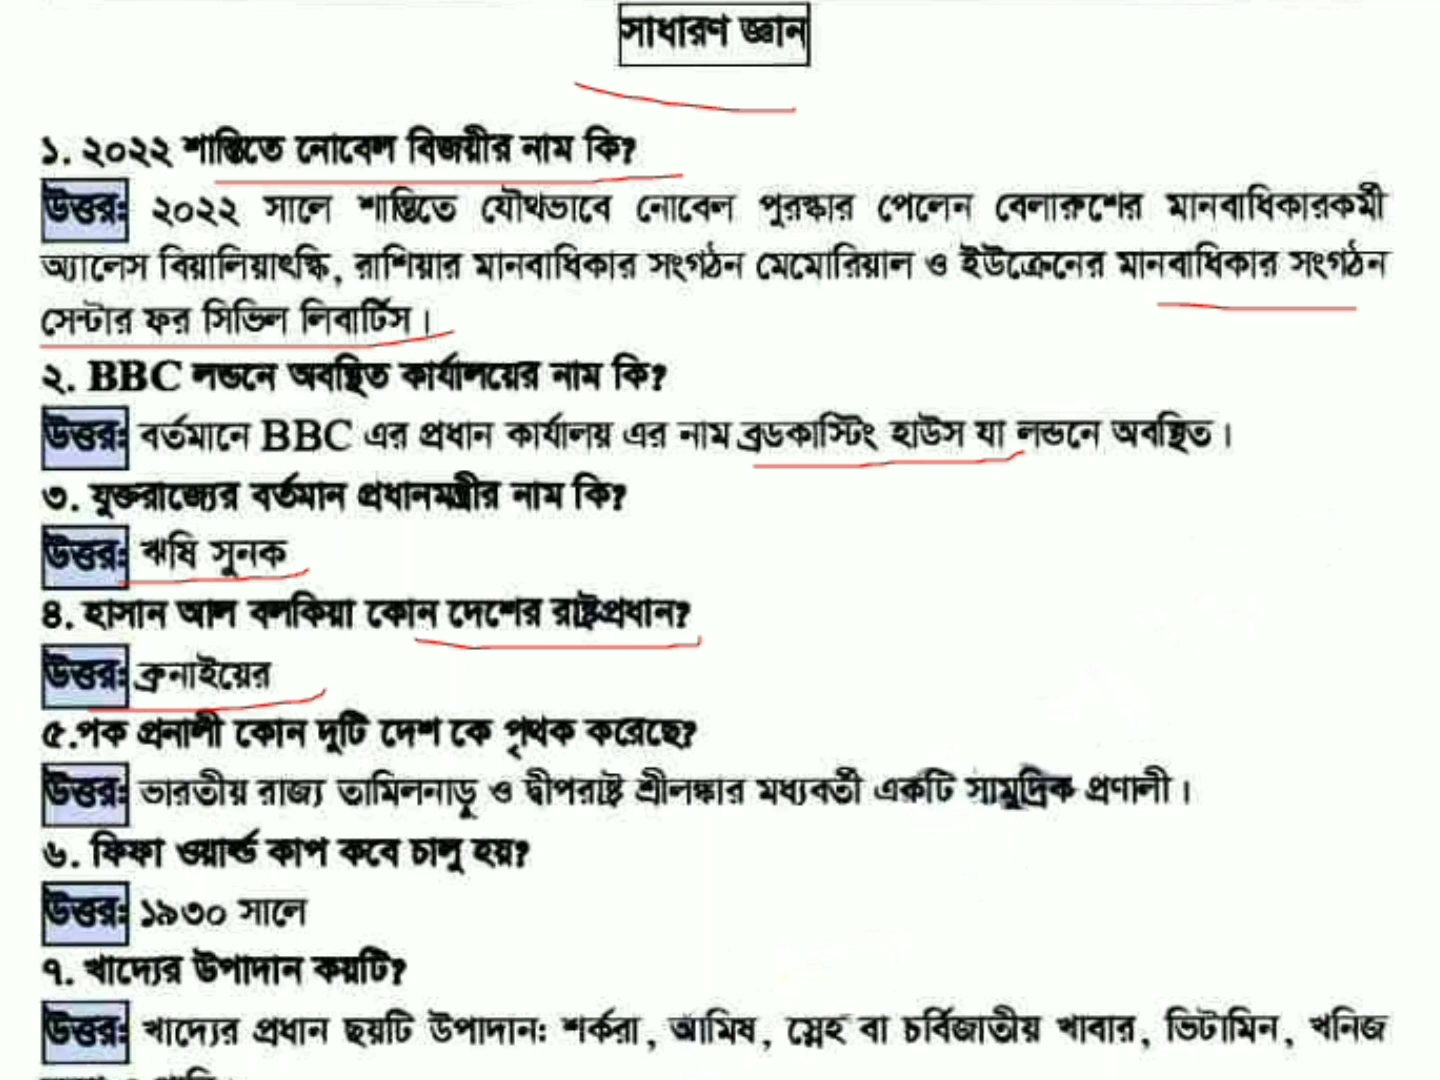 সাধারণ জ্ঞান
১. ২০২২ শান্তিতে নোবেল বিজয়ীর নাম কি?
উত্তর: ২০২২ সালে শান্তিতে যৌথভাবে নোবেল পুরস্কার পেলেন বেলারুশের মানবাধিকারকর্মী
অ্যালেস বিয়ালিয়াৎস্কি, রাশিয়ার মানবাধিকার সংগঠন মেমোরিয়াল ও ইউক্রেনের মানবাধিকার সংগঠন
সেন্টার ফর সিভিল লিবার্টিস।
২. BBC লন্ডনে অবস্থিত কার্যালয়ের নাম কি?
উত্তর: বর্তমানে BBC এর প্রধান কার্যালয় এর নাম ব্রডকাস্টিং হাউস যা লন্ডনে অবস্থিত।
৩. যুক্তরাজ্যের বর্তমান প্রধানমন্ত্রীর নাম কি?
উত্তর: ঋষি সুনক
৪. হাসান আল বলকিয়া কোন দেশের রাষ্ট্রপ্রধান?
উত্তর: ব্রুনাইয়ের
৫.পক প্রনালী কোন দুটি দেশ কে পৃথক করেছে?
উত্তর: ভারতীয় রাজ্য তামিলনাড়ু ও দ্বীপরাষ্ট্র শ্রীলঙ্কার মধ্যবর্তী একটি সামুদ্রিক প্রণালী।
৬. ফিফা ওয়ার্ল্ড কাপ কবে চালু হয়?
উত্তর: ১৯৩০ সালে
৭. খাদ্যের উপাদান কয়টি?
উত্তর: খাদ্যের প্রধান ছয়টি উপাদান: শর্করা, আমিষ, স্নেহ বা চর্বিজাতীয় খাবার, ভিটামিন, খনিজ